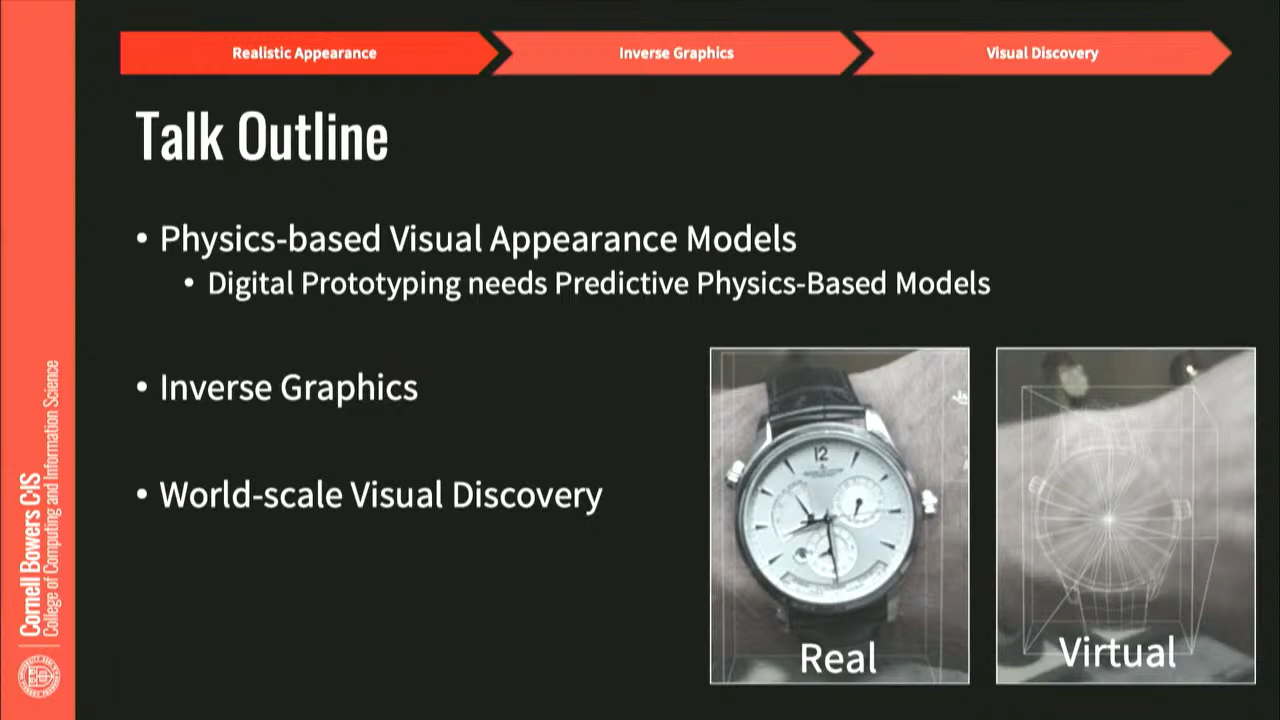 Realistic Appearance
Inverse Graphics
Visual Discovery
Talk Outline
• Physics-based Visual Appearance Models
• Digital Prototyping needs Predictive Physics-Based Models
• Inverse Graphics
• World-scale Visual Discovery
12
Real
Virtual
Cornell Bowers CIS
College of Computing and Information Science